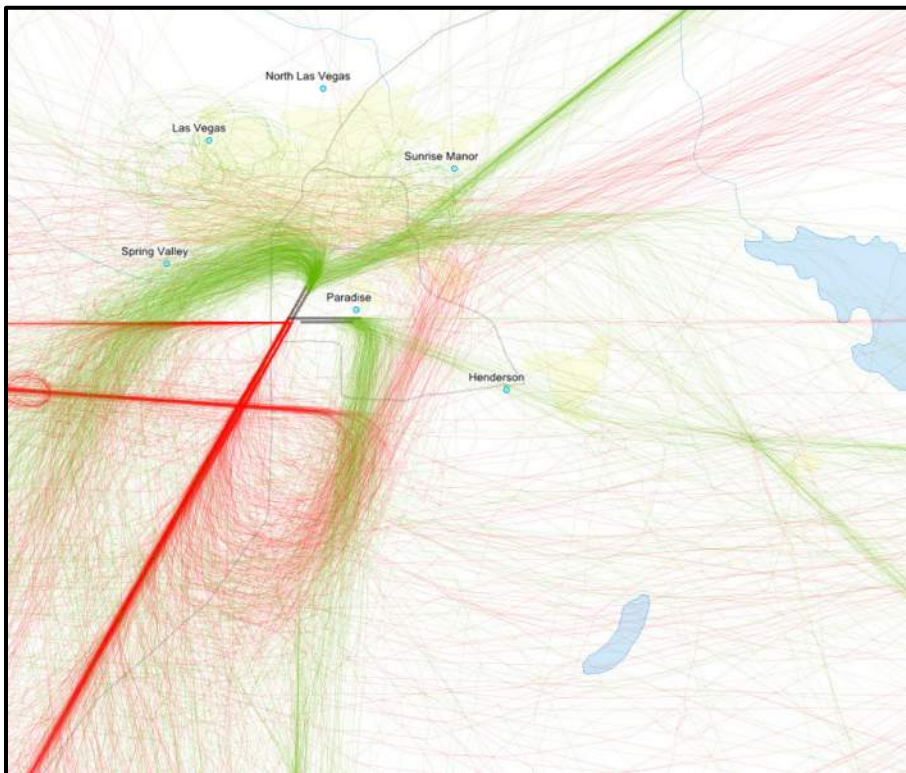 North Las Vegas
Las Vegas
Sunrise Manor
Spring Valley
Paradise
Henderson